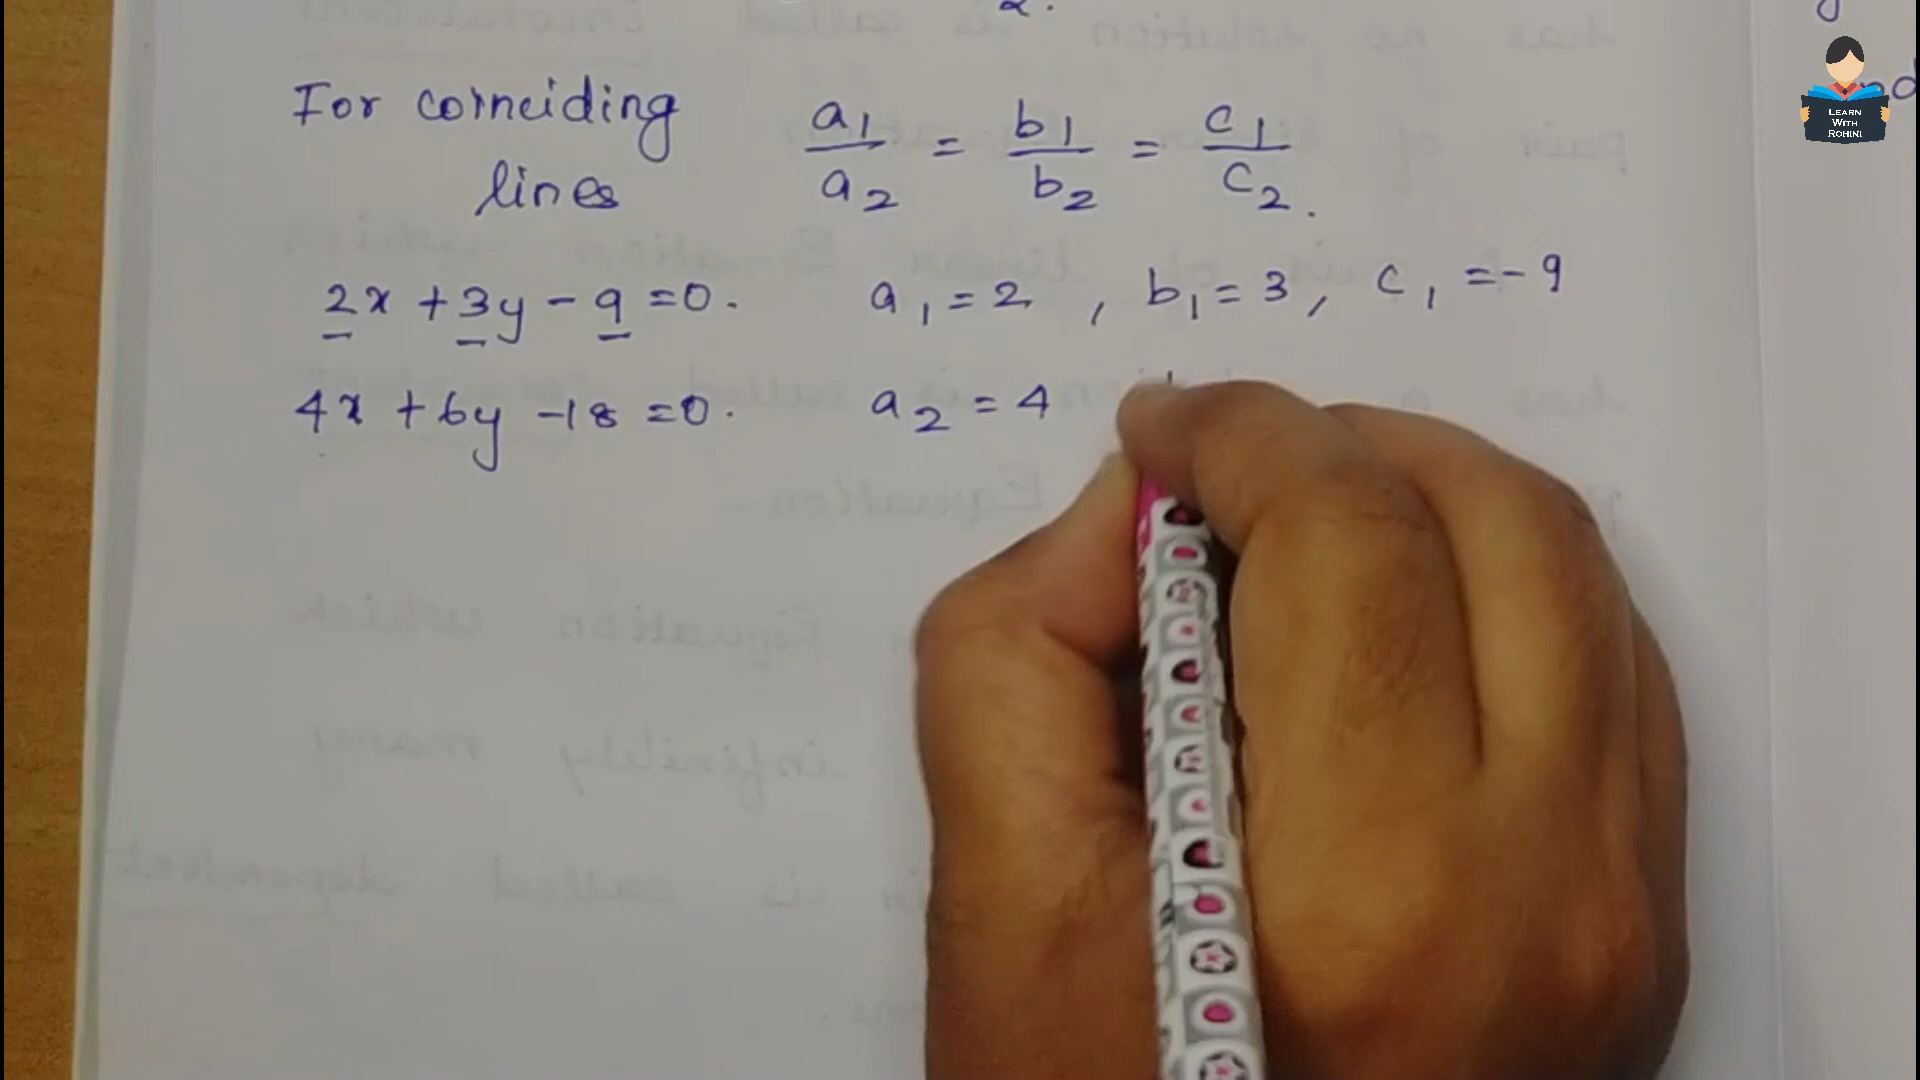 2.
For coinciding a1/a2 = b1/b2 = c1/c2.
lines
2x + 3y - 9 = 0. a1 = 2, b1 = 3, c1 = -9
4x + 6y - 18 = 0. a2 = 4
LEARN
WITH
ROHINI